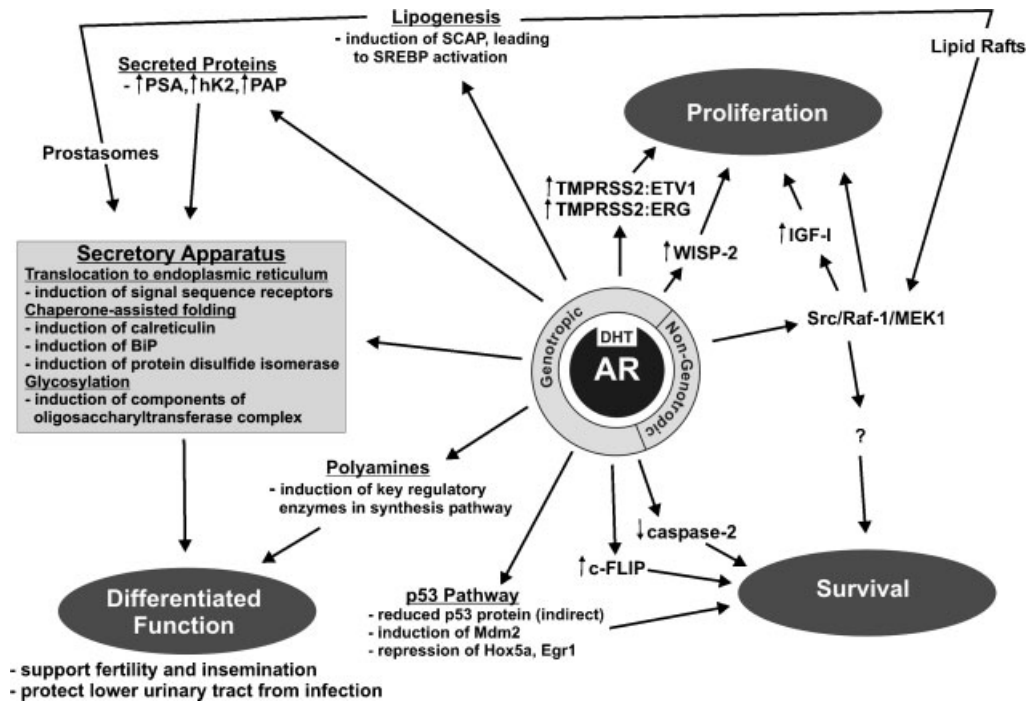 Lipogenesis
- induction of SCAP, leading
to SREBP activation
Lipid Rafts
Secreted Proteins
- ↑PSA,↑hK2,↑PAP
Prostasomes
Proliferation
↑TMPRSS2:ETV1
↑TMPRSS2:ERG
↑WISP-2
↑IGF-I
Src/Raf-1/MEK1
?
Secretory Apparatus
Translocation to endoplasmic reticulum
- induction of signal sequence receptors
Chaperone-assisted folding
- induction of calreticulin
- induction of BiP
- induction of protein disulfide isomerase
Glycosylation
- induction of components of
oligosaccharyltransferase complex
Genotropic
Non-Genotropic
DHT
AR
Polyamines
- induction of key regulatory
enzymes in synthesis pathway
↓caspase-2
↑c-FLIP
p53 Pathway
- reduced p53 protein (indirect)
- induction of Mdm2
- repression of Hox5a, Egr1
Survival
Differentiated
Function
- support fertility and insemination
- protect lower urinary tract from infection